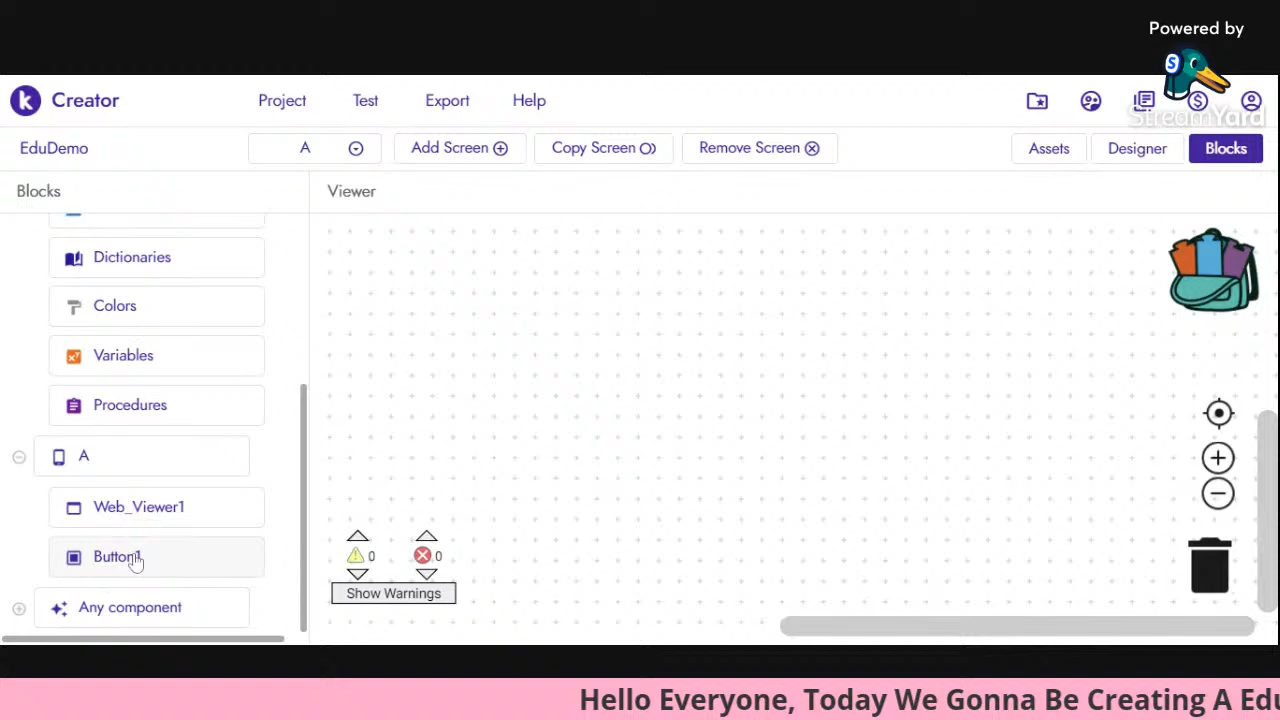 Powered by
StreamYard
k Creator Project Test Export Help
EduDemo A Add Screen Copy Screen Remove Screen Assets Designer Blocks
Blocks Viewer
Dictionaries
Colors
Variables
Procedures
A
Web_Viewer1
Button1
Any component
0 0
Show Warnings
Hello Everyone, Today We Gonna Be Creating A Edu